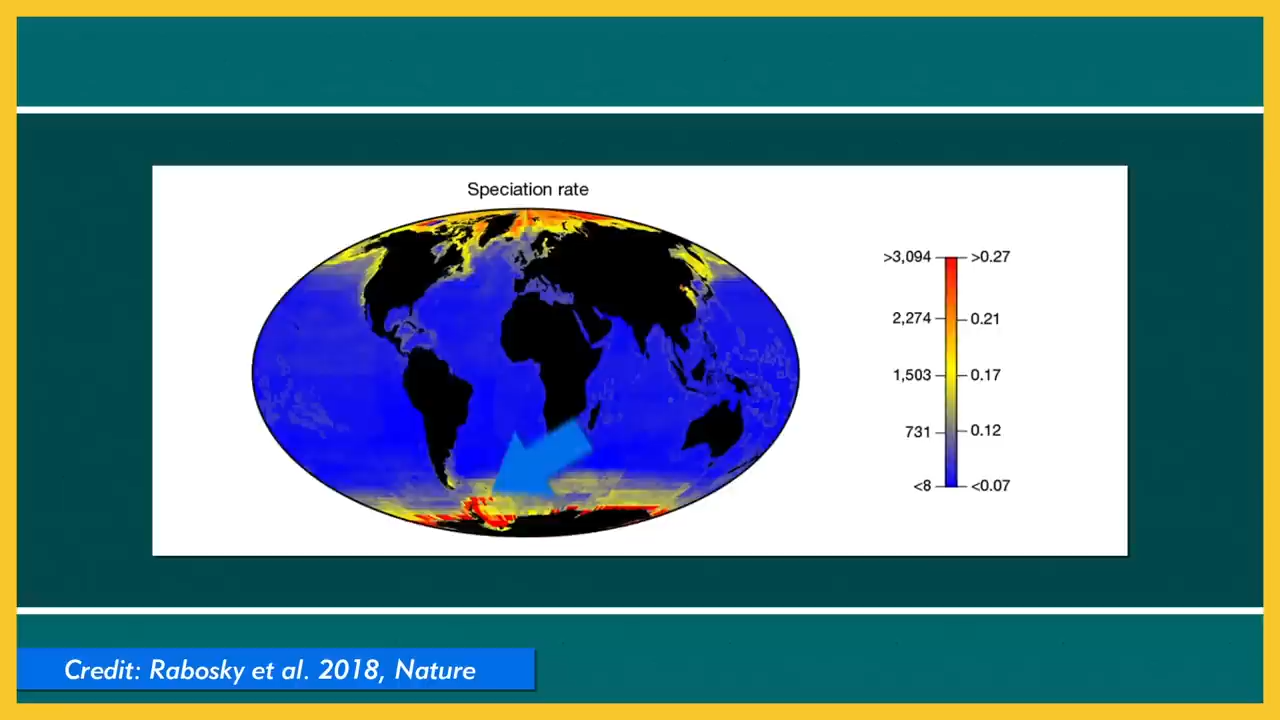 Speciation rate
>3,094 >0.27
2,274 0.21
1,503 0.17
731 0.12
<8 <0.07
Credit: Rabosky et al. 2018, Nature